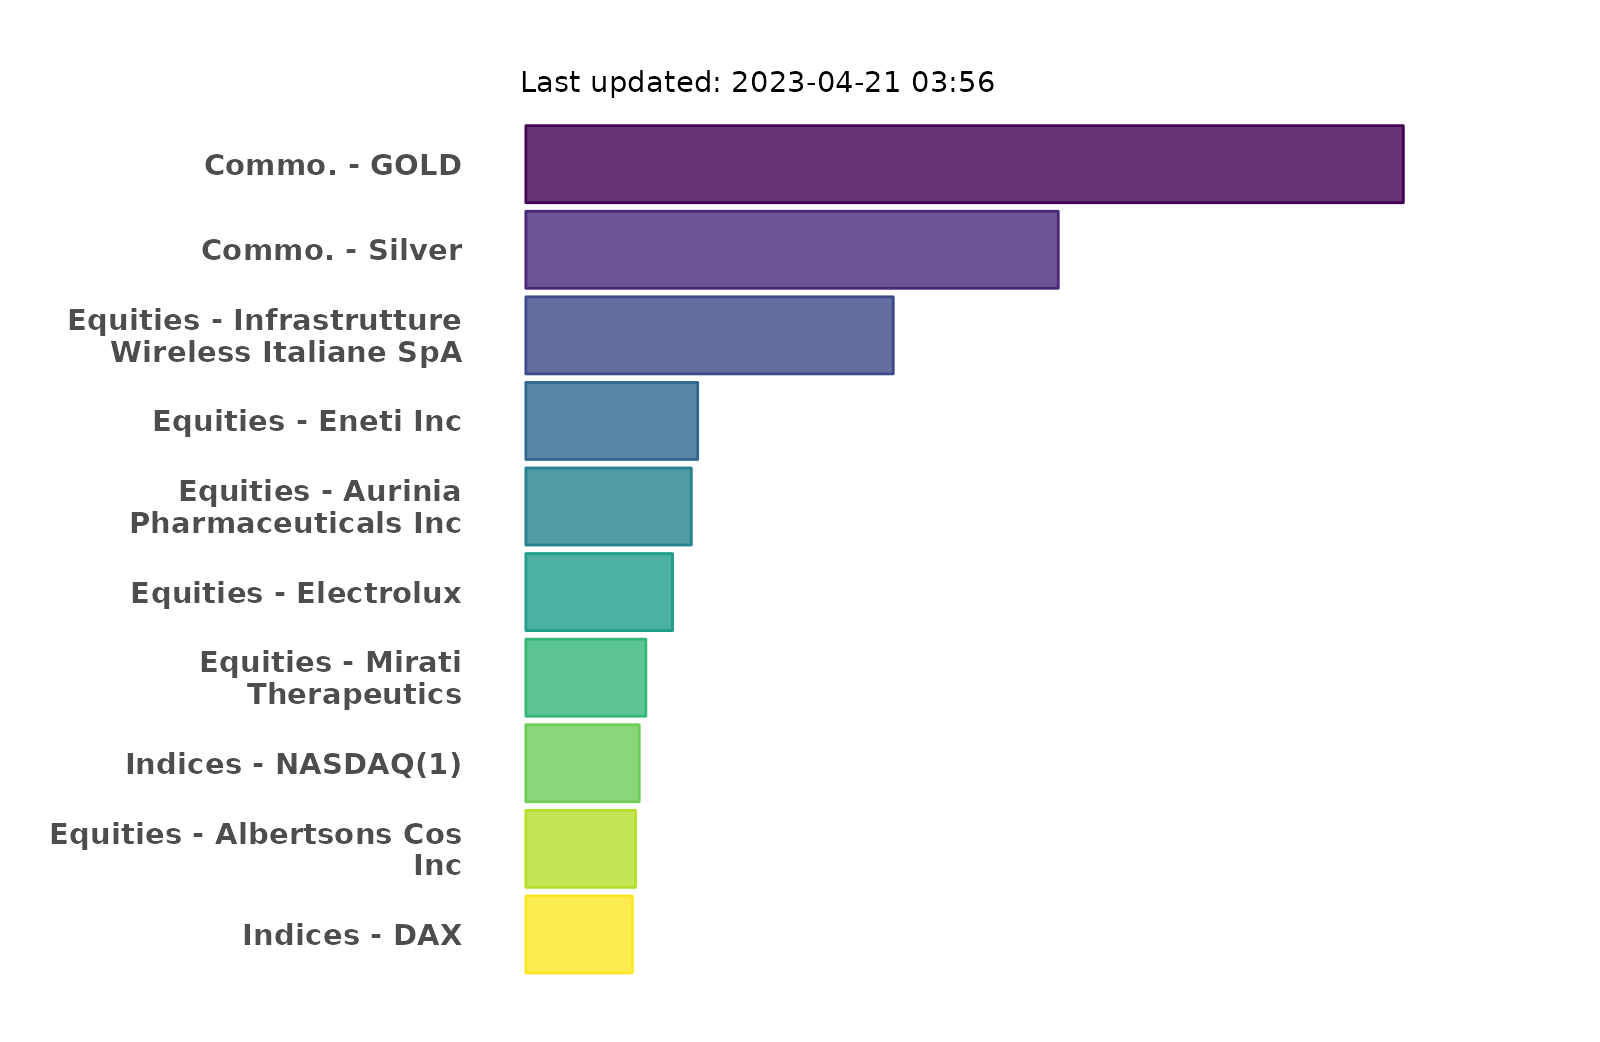 Last updated: 2023-04-21 03:56
Commo. - GOLD
Commo. - Silver
Equities - Infrastrutture
Wireless Italiane SpA
Equities - Eneti Inc
Equities - Aurinia
Pharmaceuticals Inc
Equities - Electrolux
Equities - Mirati
Therapeutics
Indices - NASDAQ(1)
Equities - Albertsons Cos
Inc
Indices - DAX